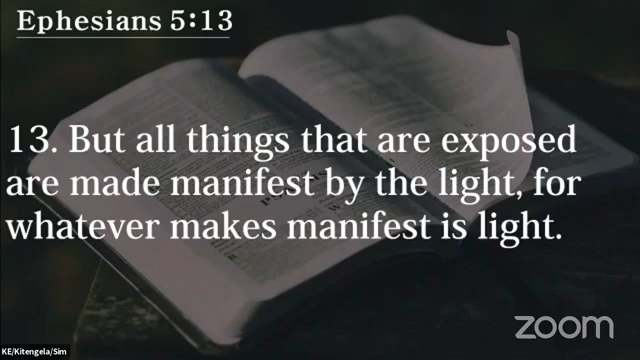 Ephesians 5:13
13. But all things that are exposed
are made manifest by the light, for
whatever makes manifest is light.
zoom
KE/Kitengela/Sim